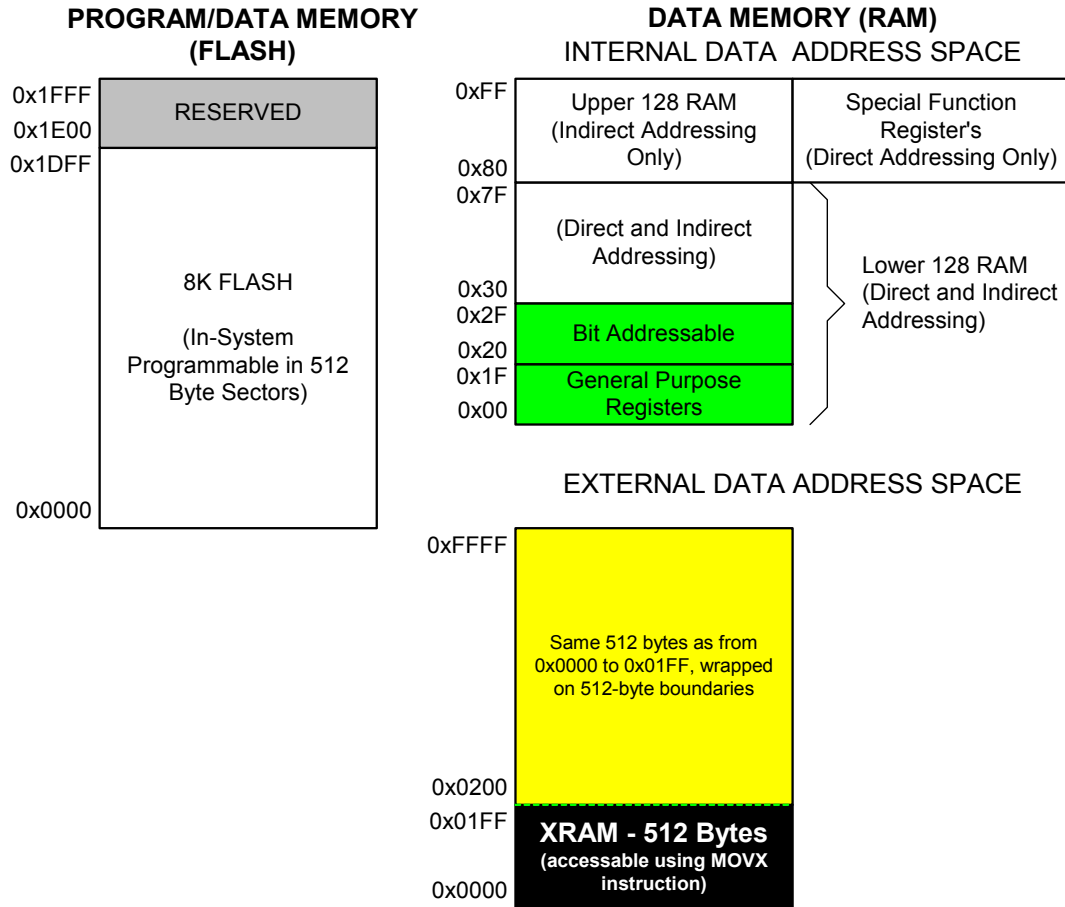 PROGRAM/DATA MEMORY
(FLASH)
0x1FFF
RESERVED
0x1E00
0x1DFF
8K FLASH
(In-System
Programmable in 512
Byte Sectors)
0x0000
DATA MEMORY (RAM)
INTERNAL DATA ADDRESS SPACE
0xFF
Upper 128 RAM
(Indirect Addressing
Only)
Special Function
Register's
(Direct Addressing Only)
0x80
0x7F
(Direct and Indirect
Addressing)
0x30
0x2F
Bit Addressable
0x20
0x1F
General Purpose
Registers
0x00
Lower 128 RAM
(Direct and Indirect
Addressing)
EXTERNAL DATA ADDRESS SPACE
0xFFFF
Same 512 bytes as from
0x0000 to 0x01FF, wrapped
on 512-byte boundaries
0x0200
0x01FF
XRAM - 512 Bytes
(accessable using MOVX
instruction)
0x0000